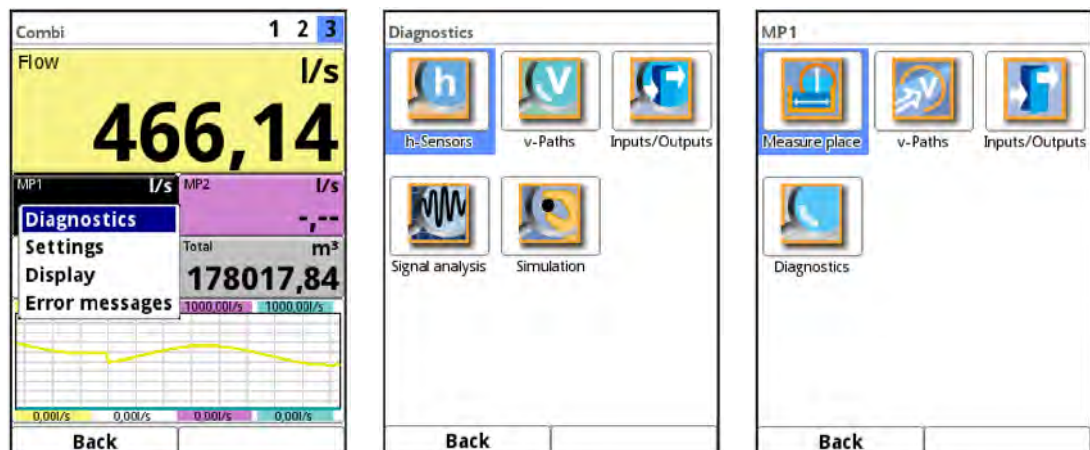 Combi 1 2 3
Flow l/s
466,14
MP1 l/s MP2 l/s
-,--
Diagnostics
Settings
Display
Error messages
Total m³
178017,84
1000,00l/s 1000,00l/s
0,00l/s 0,00l/s 0,00l/s 0,00l/s
Back
Diagnostics
h
V
h-Sensors v-Paths Inputs/Outputs
Signal analysis Simulation
Back
MP1
V
Measure place v-Paths Inputs/Outputs
Diagnostics
Back